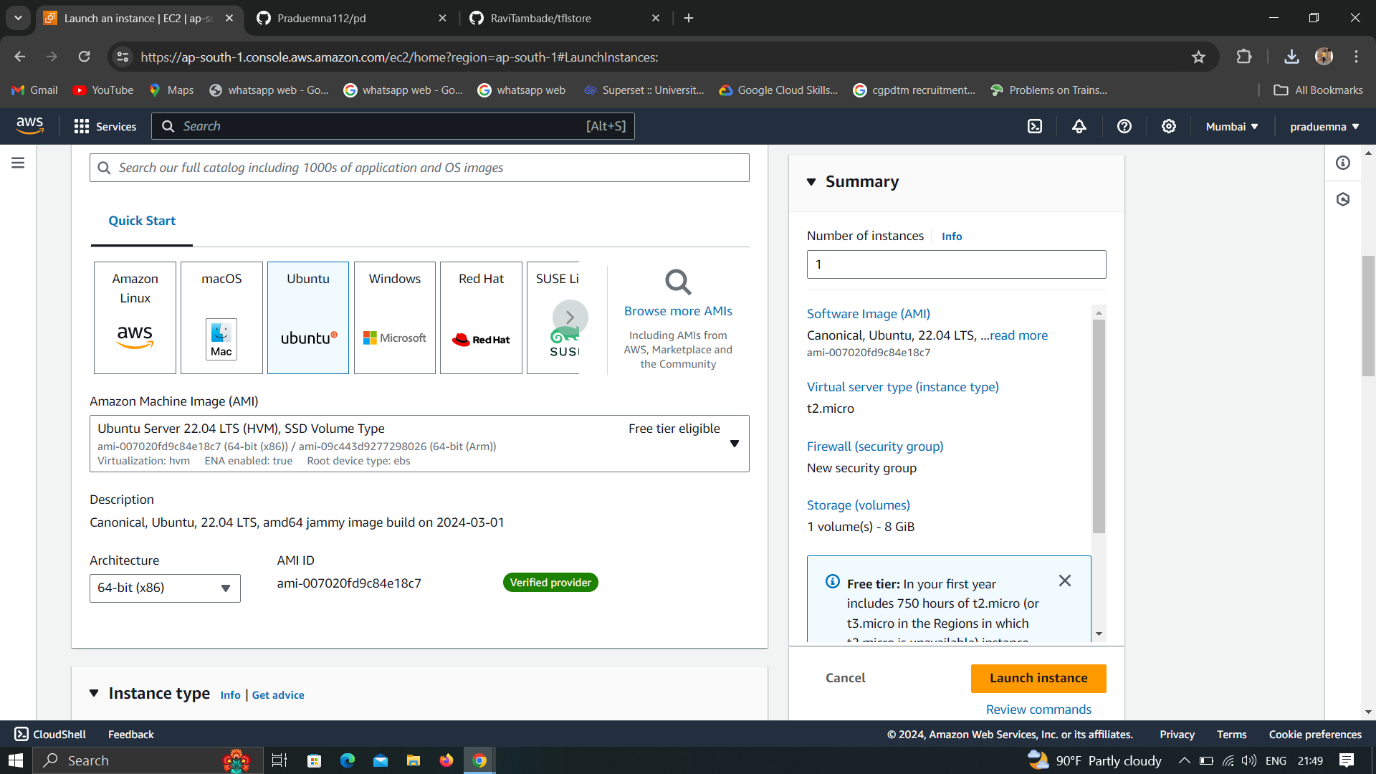 Launch an instance | EC2 | ap-s
Praduemna112/pd
RaviTambade/tflstore
https://ap-south-1.console.aws.amazon.com/ec2/home?region=ap-south-1#LaunchInstances:
Gmail
YouTube
Maps
whatsapp web - Go...
whatsapp web - Go...
whatsapp web
Superset :: Universit...
Google Cloud Skills...
cgpdtm recruitment...
Problems on Trains...
All Bookmarks
aws
Services
Search
[Alt+S]
Mumbai
praduemna
Search our full catalog including 1000s of application and OS images
Quick Start
Amazon
Linux
aws
macOS
Mac
Ubuntu
ubuntu
Windows
Microsoft
Red Hat
Red Hat
SUSE Li
SUS
Browse more AMIs
Including AMIs from
AWS, Marketplace and
the Community
Amazon Machine Image (AMI)
Ubuntu Server 22.04 LTS (HVM), SSD Volume Type
Free tier eligible
ami-007020fd9c84e18c7 (64-bit (x86)) / ami-09c443d9277298026 (64-bit (Arm))
Virtualization: hvm ENA enabled: true Root device type: ebs
Description
Canonical, Ubuntu, 22.04 LTS, amd64 jammy image build on 2024-03-01
Architecture
AMI ID
64-bit (x86)
ami-007020fd9c84e18c7
Verified provider
Instance type
Info | Get advice
Summary
Number of instances
Info
1
Software Image (AMI)
Canonical, Ubuntu, 22.04 LTS, ...read more
ami-007020fd9c84e18c7
Virtual server type (instance type)
t2.micro
Firewall (security group)
New security group
Storage (volumes)
1 volume(s) - 8 GiB
Free tier: In your first year
includes 750 hours of t2.micro (or
t3.micro in the Regions in which
t2.micro is unavailable) instance
Cancel
Launch instance
Review commands
CloudShell
Feedback
© 2024, Amazon Web Services, Inc. or its affiliates.
Privacy
Terms
Cookie preferences
Search
90°F Partly cloudy
ENG
21:49